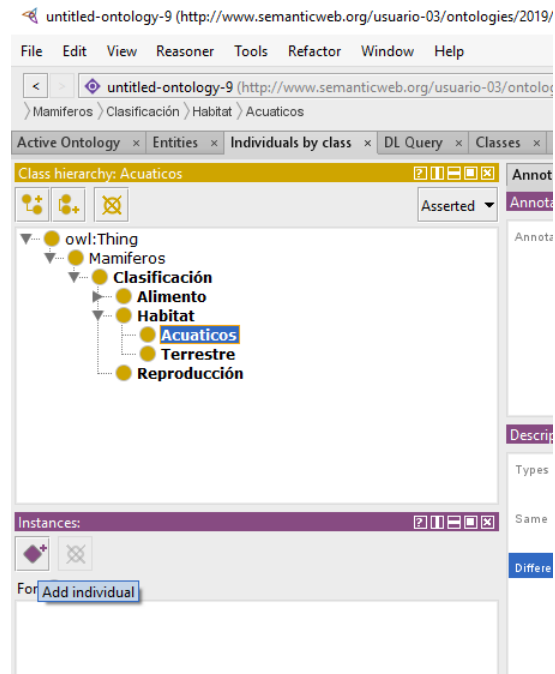 untitled-ontology-9 (http://www.semanticweb.org/usuario-03/ontologies/2019/
File Edit View Reasoner Tools Refactor Window Help
< > untitled-ontology-9 (http://www.semanticweb.org/usuario-03/ontolog
Mamiferos Clasificación Habitat Acuaticos
Active Ontology × Entities × Individuals by class × DL Query × Classes ×
Class hierarchy: Acuaticos
Annot
Asserted
Annota
Annota
owl:Thing
Mamiferos
Clasificación
Alimento
Habitat
Acuaticos
Terrestre
Reproducción
Descrip
Types
Instances:
Same
Differe
For
Add individual